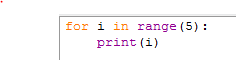 for i in range(5):
    print(i)